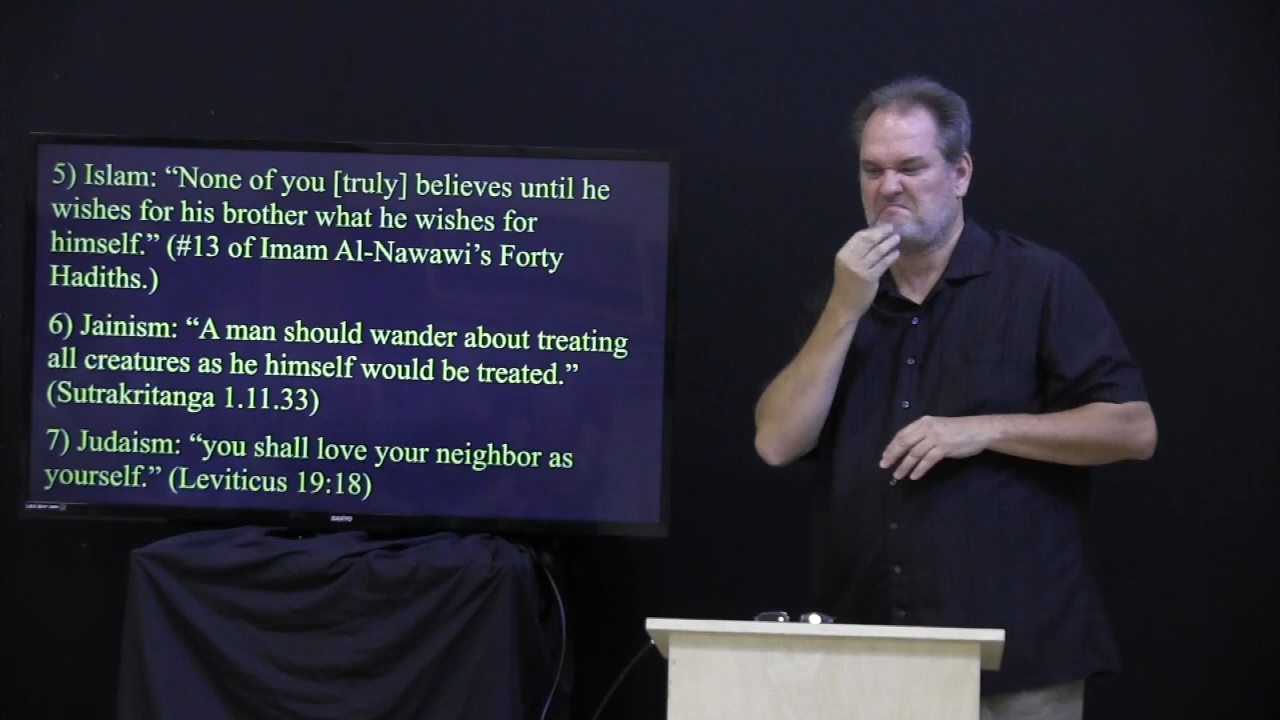 5) Islam: “None of you [truly] believes until he
wishes for his brother what he wishes for
himself.” (#13 of Imam Al-Nawawi’s Forty
Hadiths.)
6) Jainism: “A man should wander about treating
all creatures as he himself would be treated.”
(Sutrakritanga 1.11.33)
7) Judaism: “you shall love your neighbor as
yourself.” (Leviticus 19:18)
SANYO